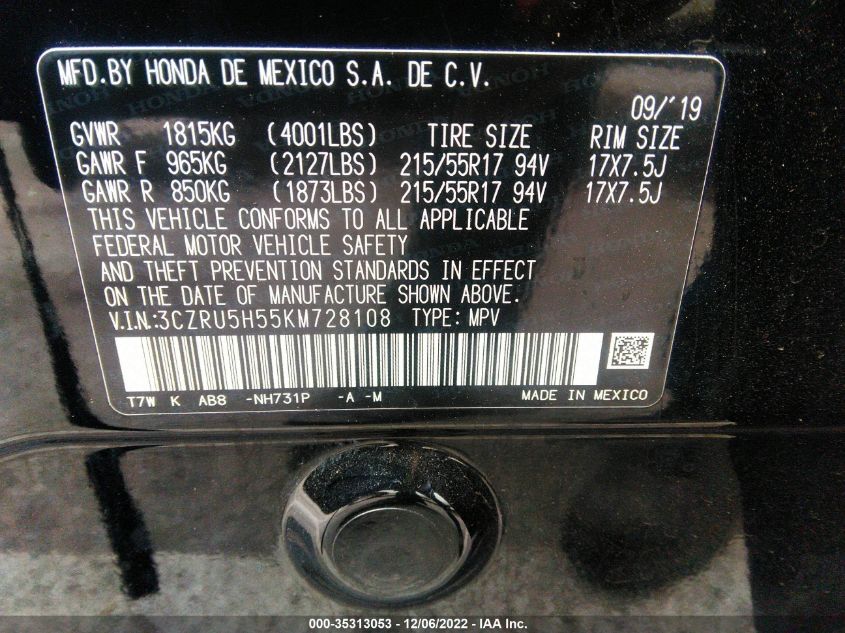 MFD.BY HONDA DE MEXICO S.A. DE C.V.
09/'19
GVWR 1815KG (4001LBS) TIRE SIZE RIM SIZE
GAWR F 965KG (2127LBS) 215/55R17 94V 17X7.5J
GAWR R 850KG (1873LBS) 215/55R17 94V 17X7.5J
THIS VEHICLE CONFORMS TO ALL APPLICABLE
FEDERAL MOTOR VEHICLE SAFETY
AND THEFT PREVENTION STANDARDS IN EFFECT
ON THE DATE OF MANUFACTURE SHOWN ABOVE.
V.I.N.:3CZRU5H55KM728108 TYPE: MPV
T7W K AB8 -NH731P -A -M MADE IN MEXICO
000-35313053 - 12/06/2022 - IAA Inc.